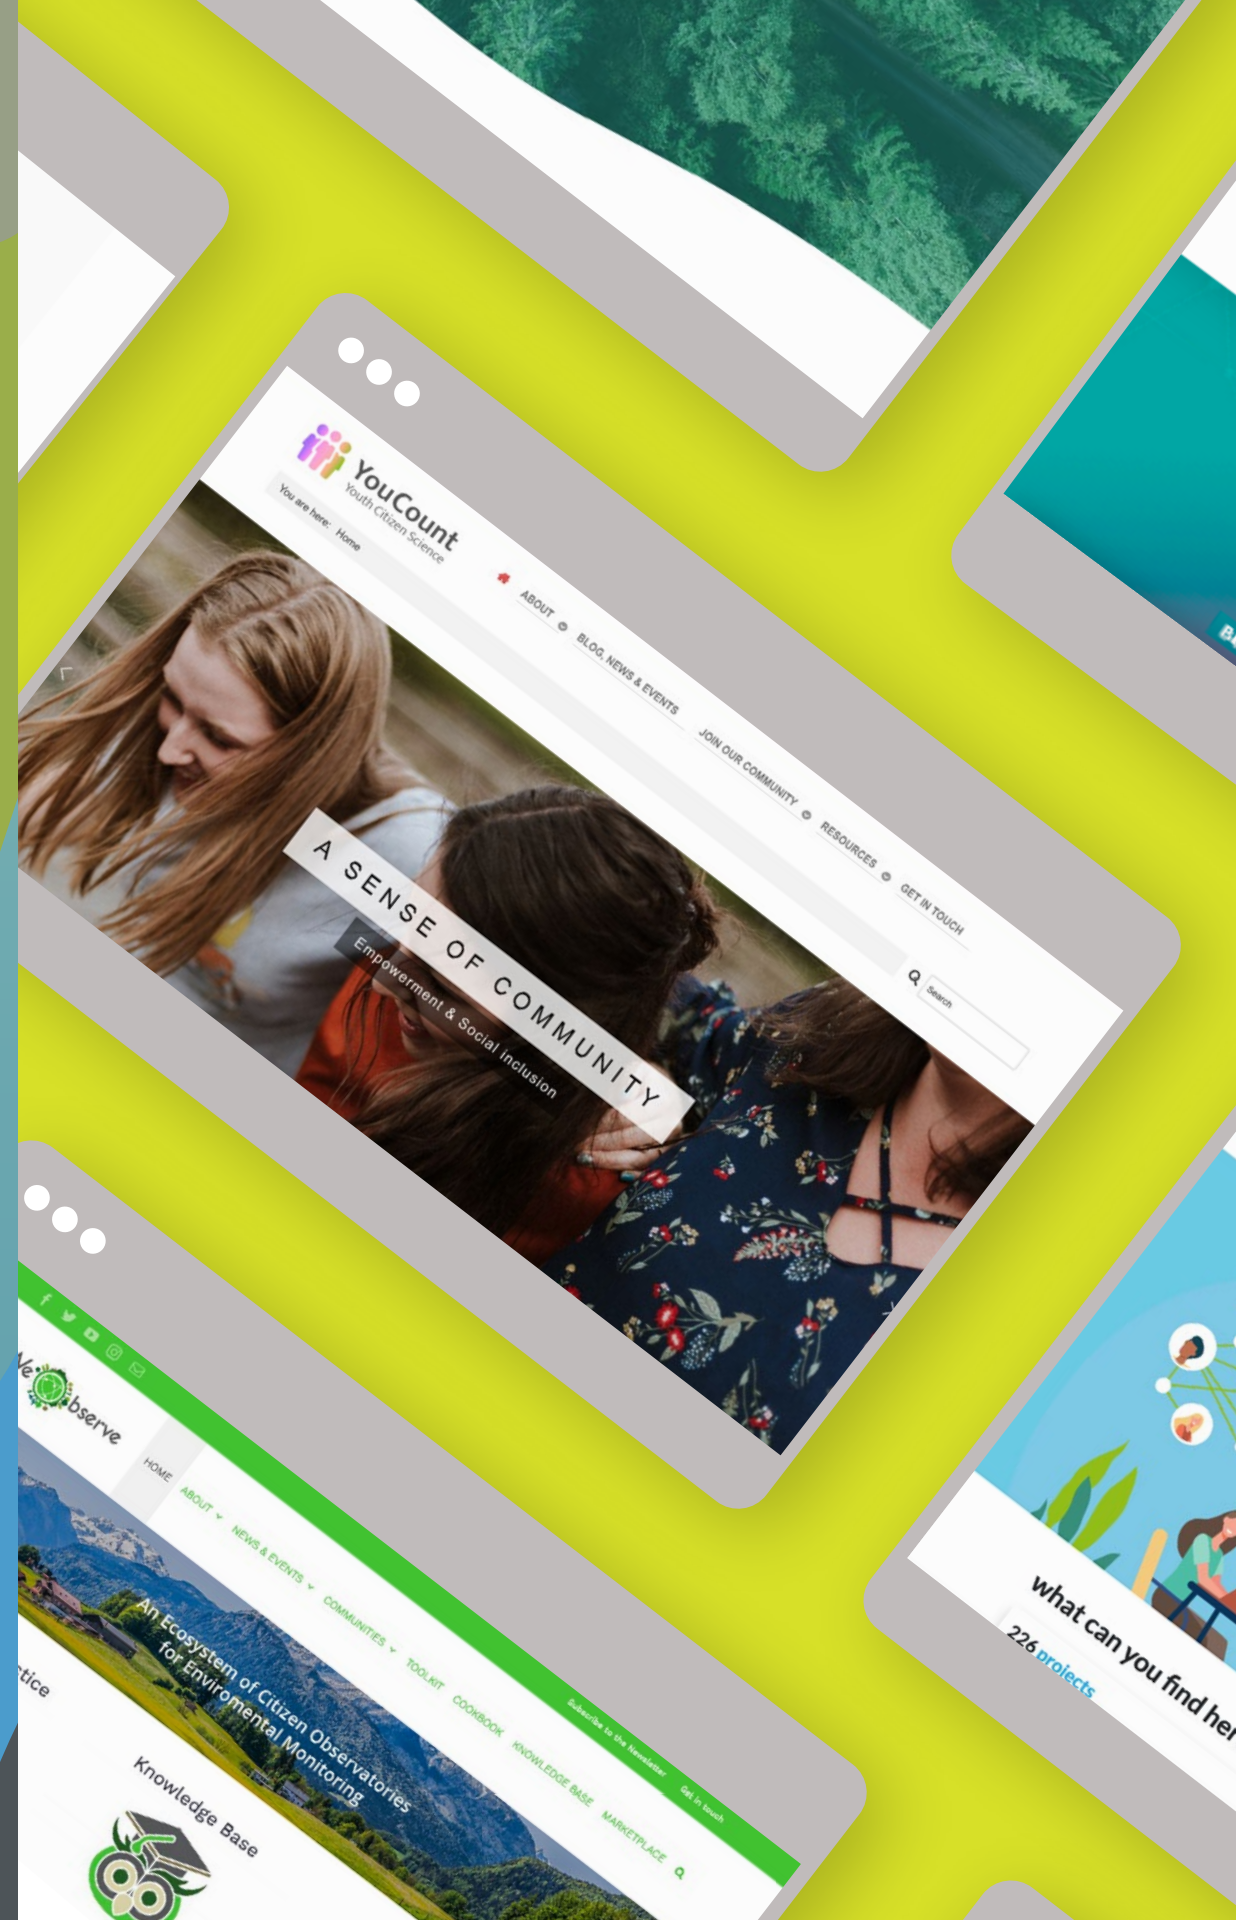 YouCount
Youth Citizen Science
You are here: Home
ABOUT
BLOG, NEWS & EVENTS
JOIN OUR COMMUNITY
RESOURCES
GET IN TOUCH
Search
A SENSE OF COMMUNITY
Empowerment & Social inclusion
Subscribe to the Newsletter
Get in touch
bserve
HOME
ABOUT
NEWS & EVENTS
COMMUNITIES
TOOLKIT
COOKBOOK
KNOWLEDGE BASE
MARKETPLACE
An Ecosystem of Citizen Observatories
for Enviromental Monitoring
tice
Knowledge Base
what can you find her
226 projects